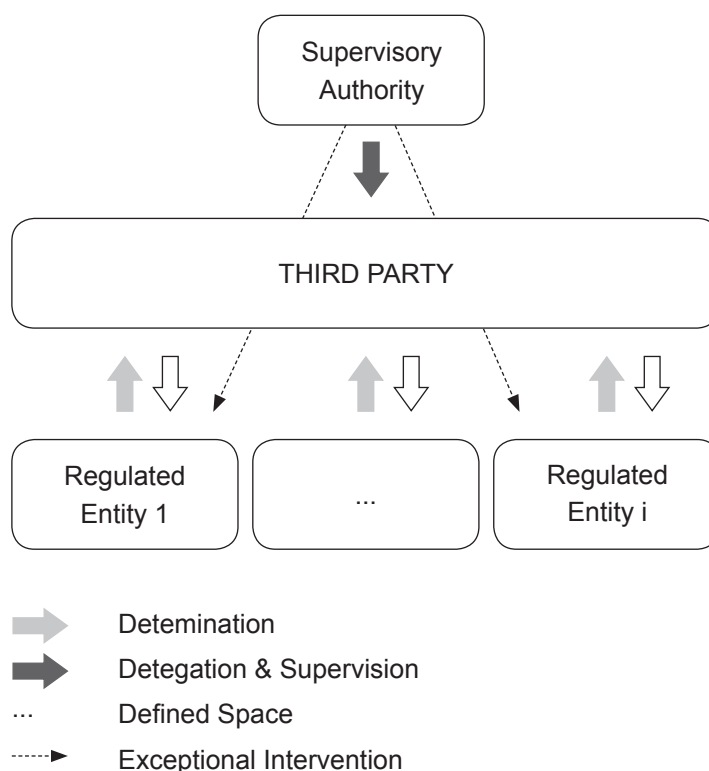 Supervisory
Authority
THIRD PARTY
Regulated
Entity 1
...
Regulated
Entity i
Detemination
Detegation & Supervision
... Defined Space
Exceptional Intervention